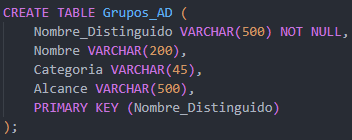 CREATE TABLE Grupos_AD (
    Nombre_Distinguido VARCHAR(500) NOT NULL,
    Nombre VARCHAR(200),
    Categoria VARCHAR(45),
    Alcance VARCHAR(500),
    PRIMARY KEY (Nombre_Distinguido)
);